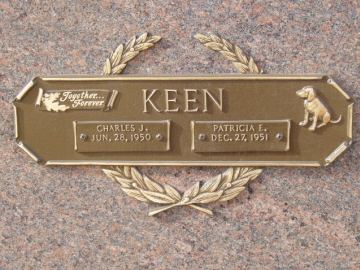 Together...
Forever
KEEN
CHARLES J.
JUN. 28, 1950
PATRICIA E.
DEC. 27, 1951